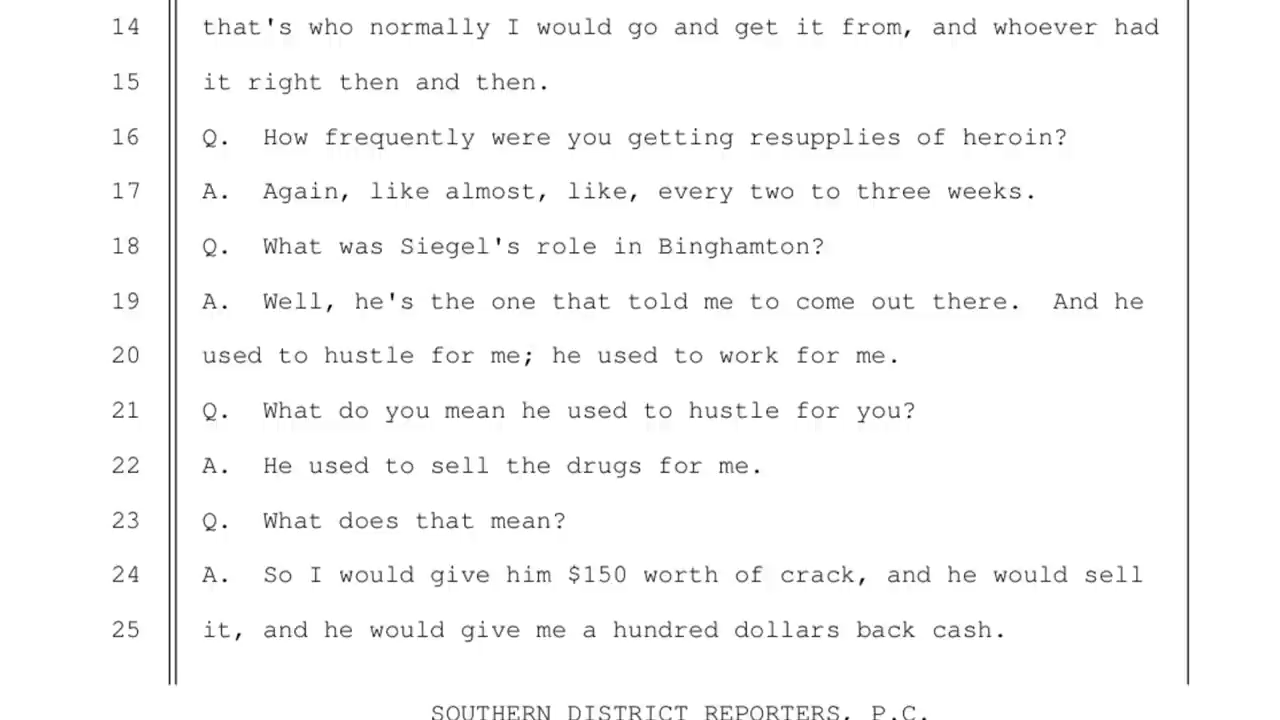 14 that's who normally I would go and get it from, and whoever had
15 it right then and then.
16 Q. How frequently were you getting resupplies of heroin?
17 A. Again, like almost, like, every two to three weeks.
18 Q. What was Siegel's role in Binghamton?
19 A. Well, he's the one that told me to come out there. And he
20 used to hustle for me; he used to work for me.
21 Q. What do you mean he used to hustle for you?
22 A. He used to sell the drugs for me.
23 Q. What does that mean?
24 A. So I would give him $150 worth of crack, and he would sell
25 it, and he would give me a hundred dollars back cash.
SOUTHERN DISTRICT REPORTERS, P.C.